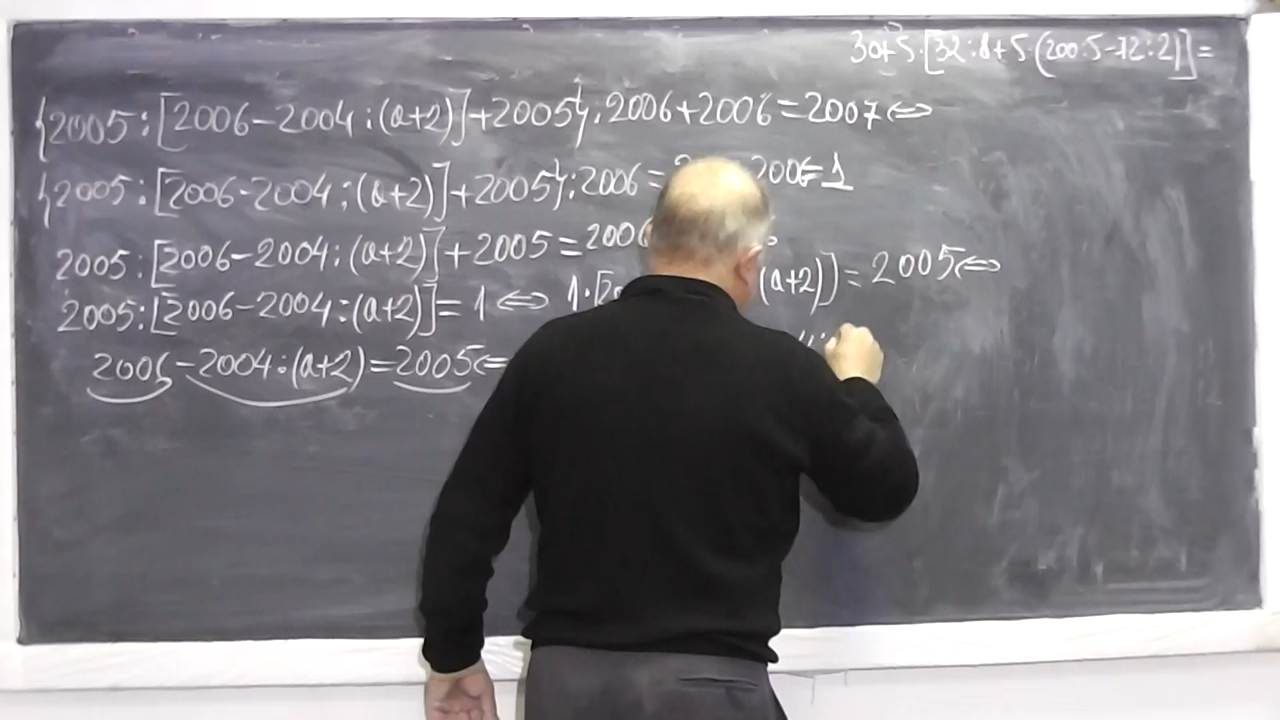 30+5·[32:8+5·(200:5-72:2)]=
{2005:[2006-2004:(a+2)]+2005}:2006+2006=2007⇔
{2005:[2006-2004:(a+2)]+2005}:2006= 2006=1
2005:[2006-2004:(a+2)]+2005=2006
2005:[2006-2004:(a+2)]=1⇔ 1·[ (a+2)]=2005⇔
2006-2004:(a+2)=2005